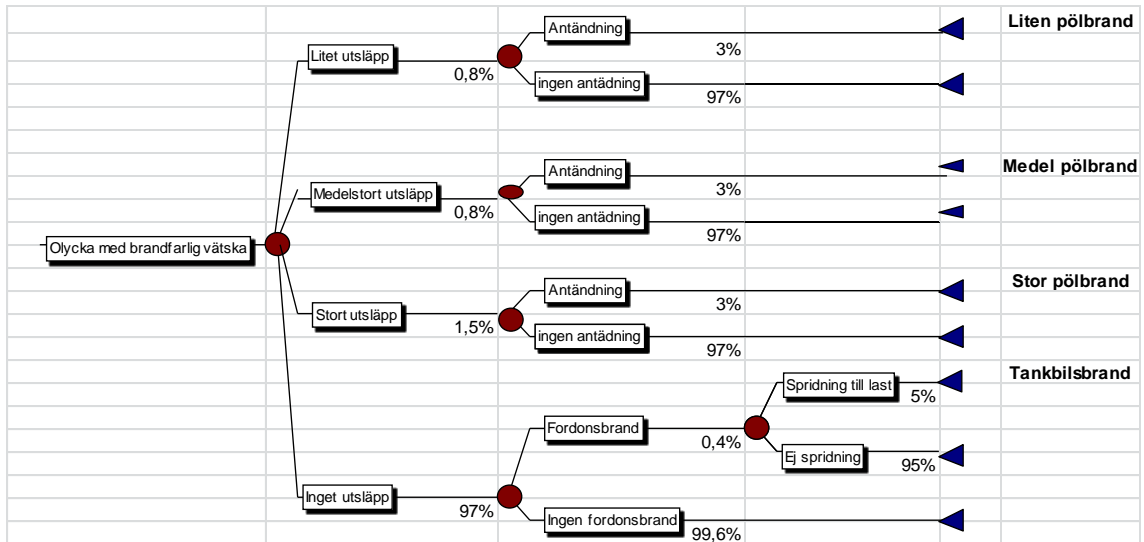 Antändning
Liten pölbrand
3%
Litet utsläpp
0,8%
ingen antädning
97%
Antändning
Medel pölbrand
3%
Medelstort utsläpp
0,8%
ingen antädning
97%
Olycka med brandfarlig vätska
Antändning
Stor pölbrand
3%
Stort utsläpp
1,5%
ingen antädning
97%
Tankbilsbrand
Spridning till last
5%
Fordonsbrand
0,4%
Ej spridning
95%
Inget utsläpp
97%
Ingen fordonsbrand
99,6%